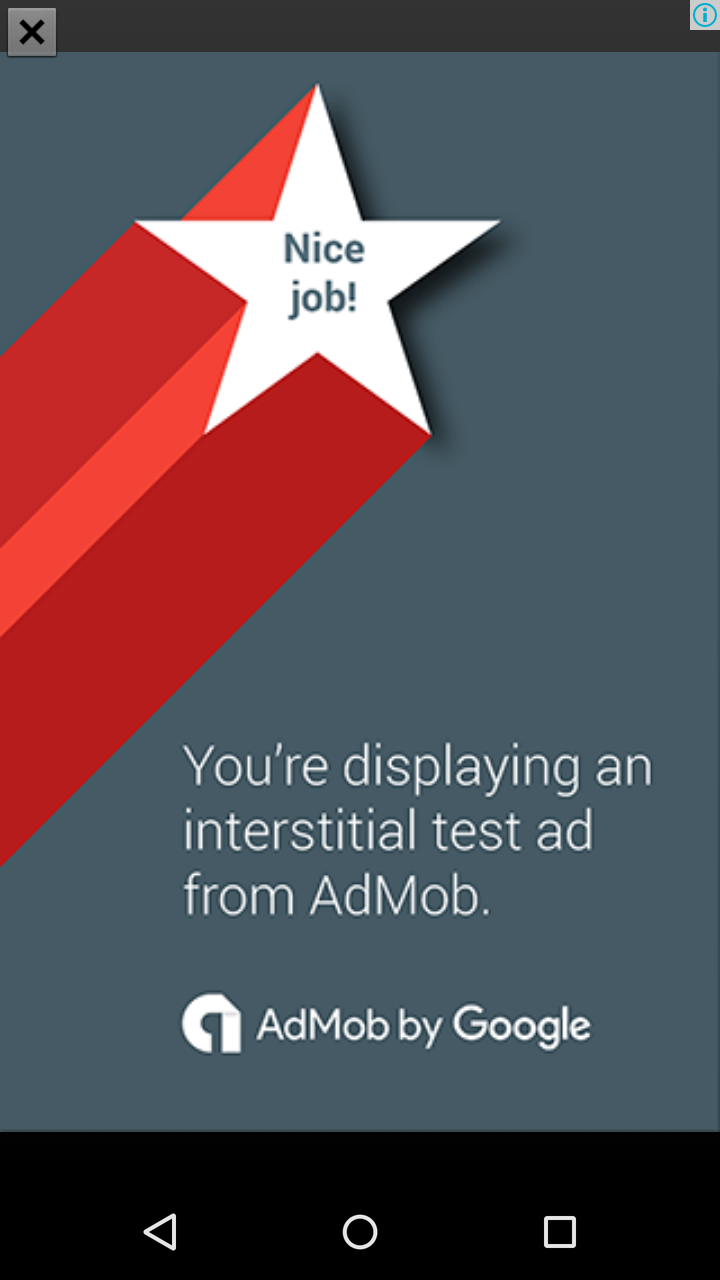 Nice
job!
You’re displaying an
interstitial test ad
from AdMob.
AdMob by Google